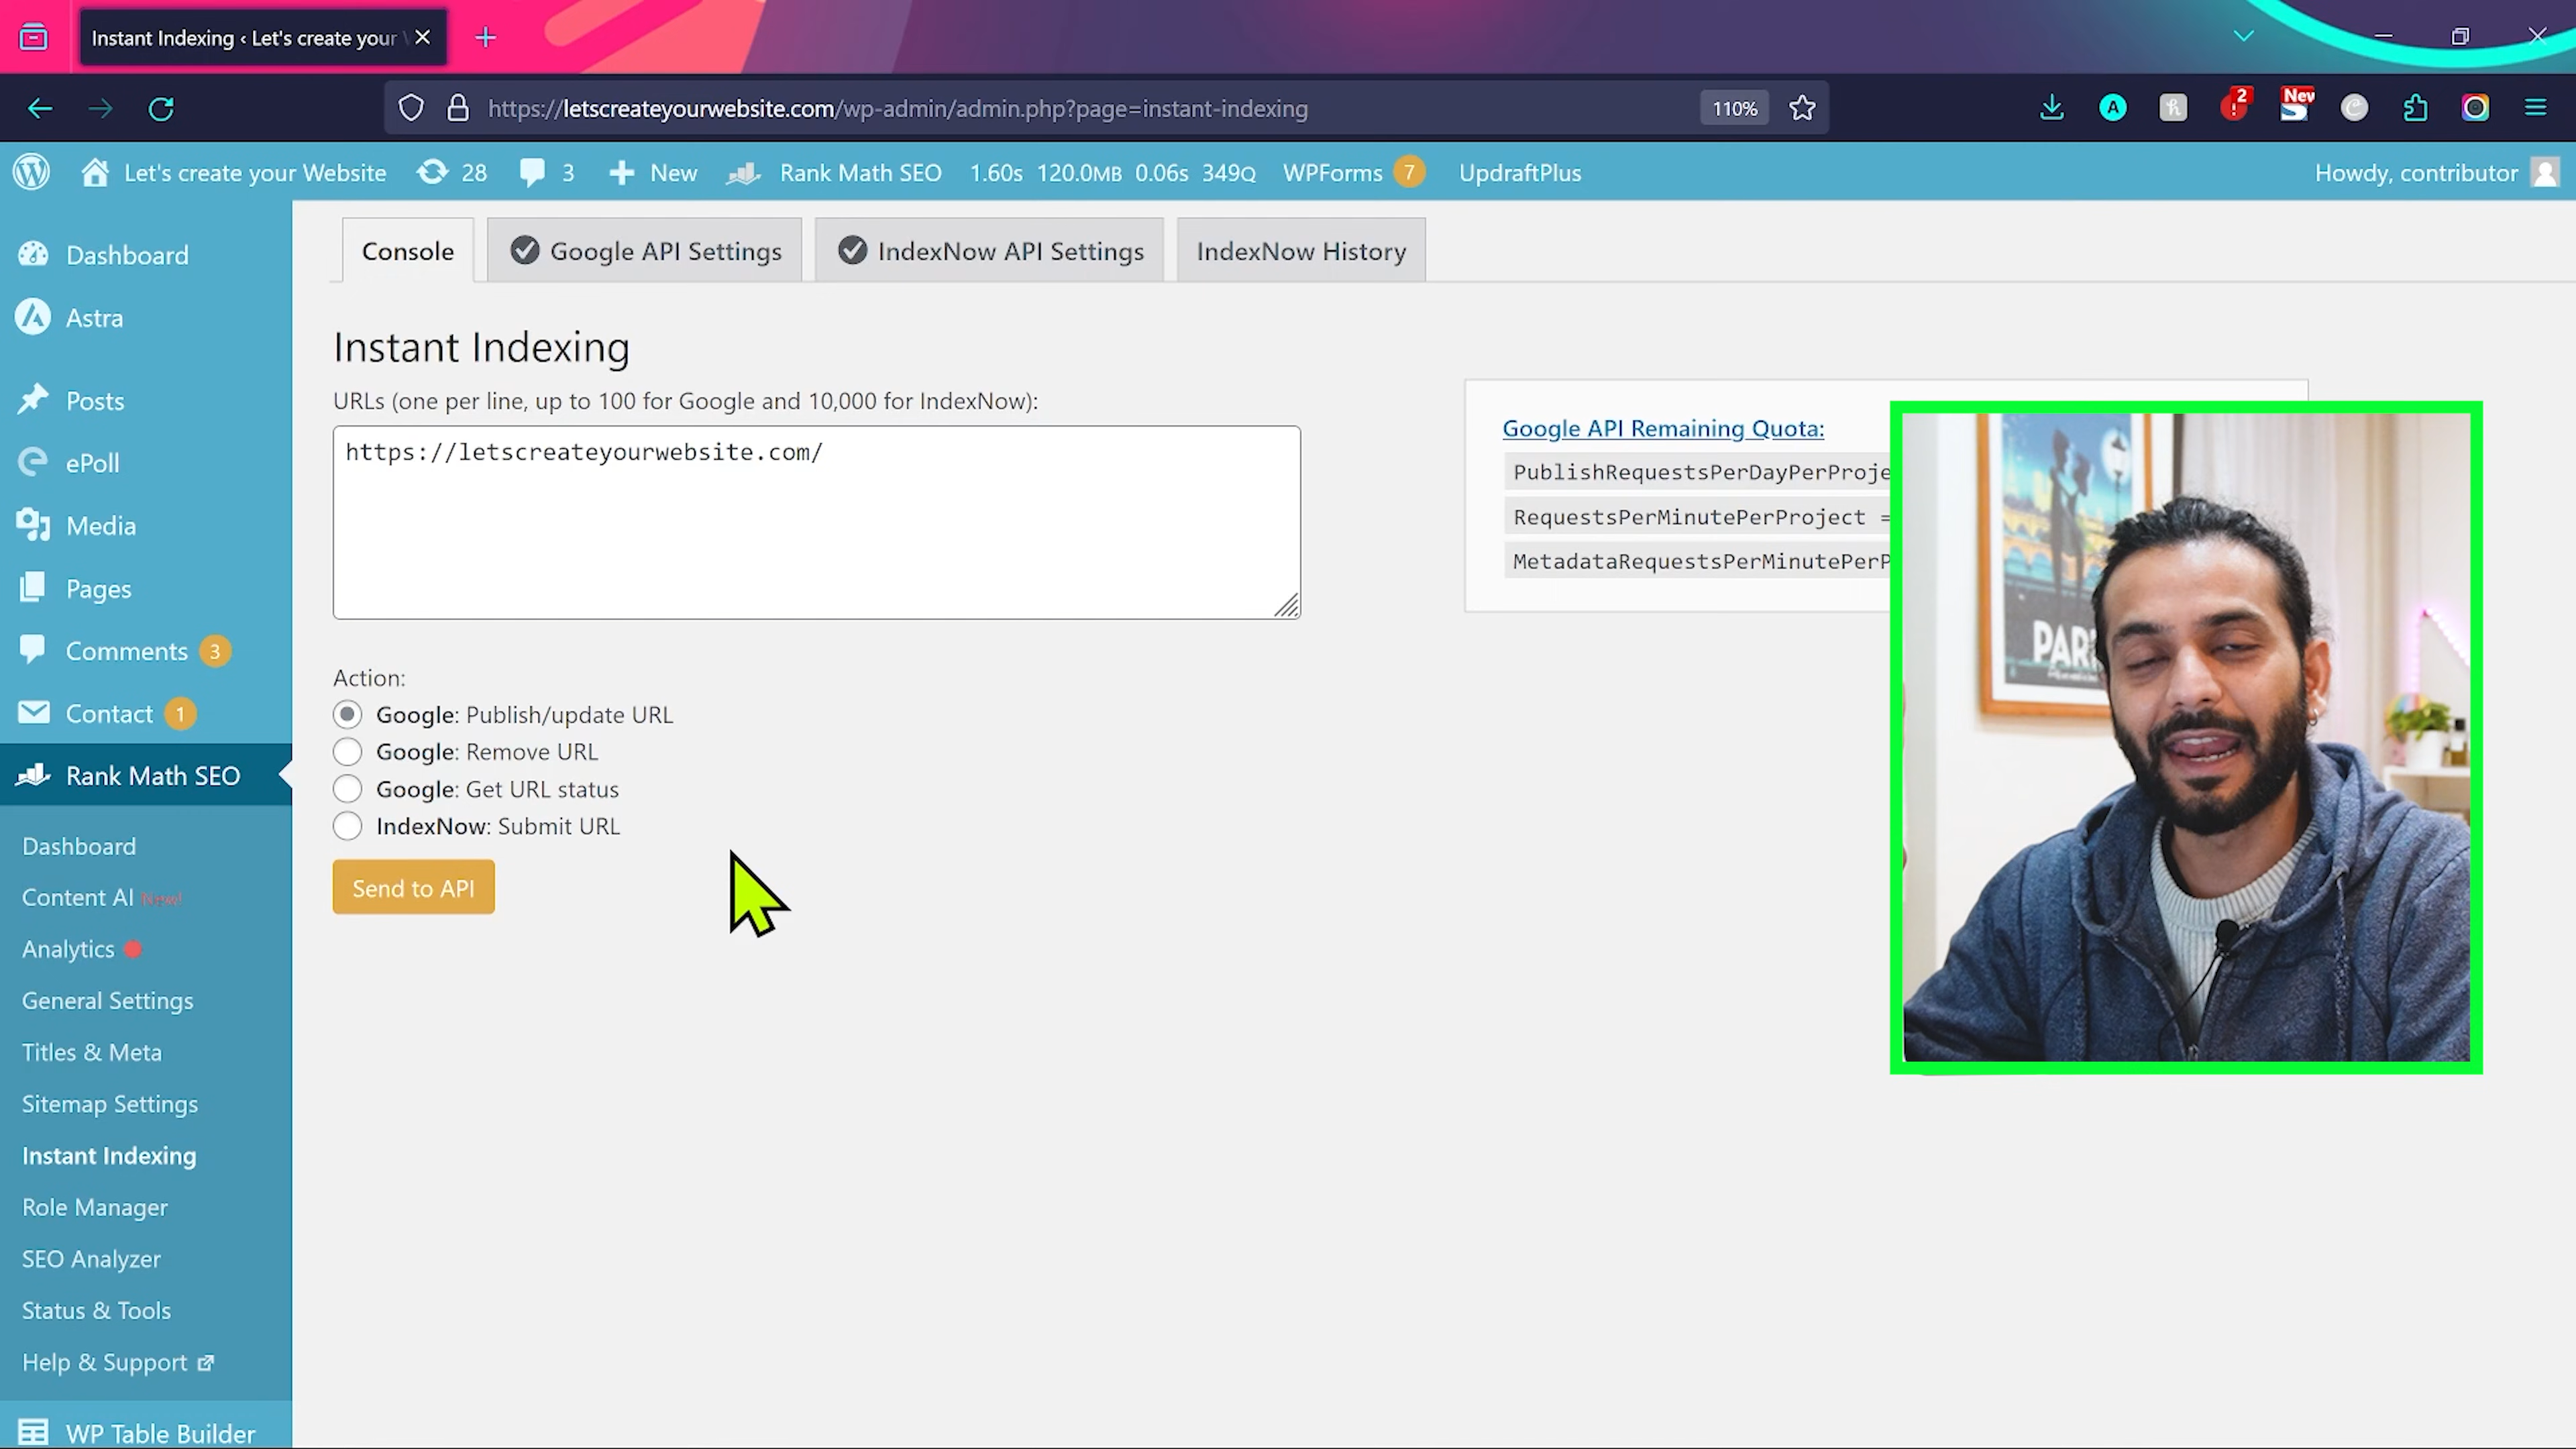 Instant Indexing ‹ Let's create your
https://letscreateyourwebsite.com/wp-admin/admin.php?page=instant-indexing
110%
A
2
New
Let's create your Website
28
3
New
Rank Math SEO
1.60s 120.0MB 0.06s 349Q
WPForms 7
UpdraftPlus
Howdy, contributor
Dashboard
Astra
Posts
ePoll
Media
Pages
Comments 3
Contact 1
Rank Math SEO
Dashboard
Content AI New!
Analytics
General Settings
Titles & Meta
Sitemap Settings
Instant Indexing
Role Manager
SEO Analyzer
Status & Tools
Help & Support
WP Table Builder
Console
Google API Settings
IndexNow API Settings
IndexNow History
Instant Indexing
URLs (one per line, up to 100 for Google and 10,000 for IndexNow):
https://letscreateyourwebsite.com/
Action:
Google: Publish/update URL
Google: Remove URL
Google: Get URL status
IndexNow: Submit URL
Send to API
Google API Remaining Quota:
PublishRequestsPerDayPerProje
RequestsPerMinutePerProject =
MetadataRequestsPerMinutePerP
PAR